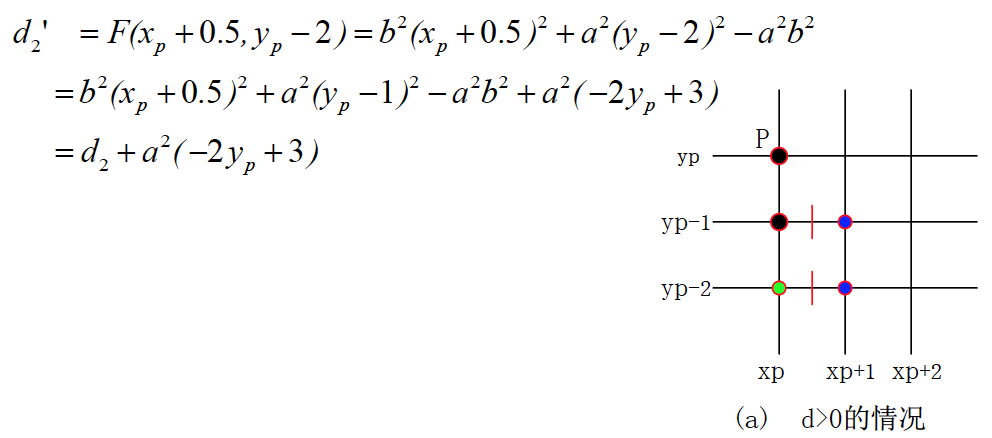 d₂' = F(xₚ + 0.5, yₚ − 2) = b²(xₚ + 0.5)² + a²(yₚ − 2)² − a²b²
= b²(xₚ + 0.5)² + a²(yₚ − 1)² − a²b² + a²(−2yₚ + 3)
= d₂ + a²(−2yₚ + 3)
P
yp
yp-1
yp-2
xp xp+1 xp+2
(a) d>0的情况